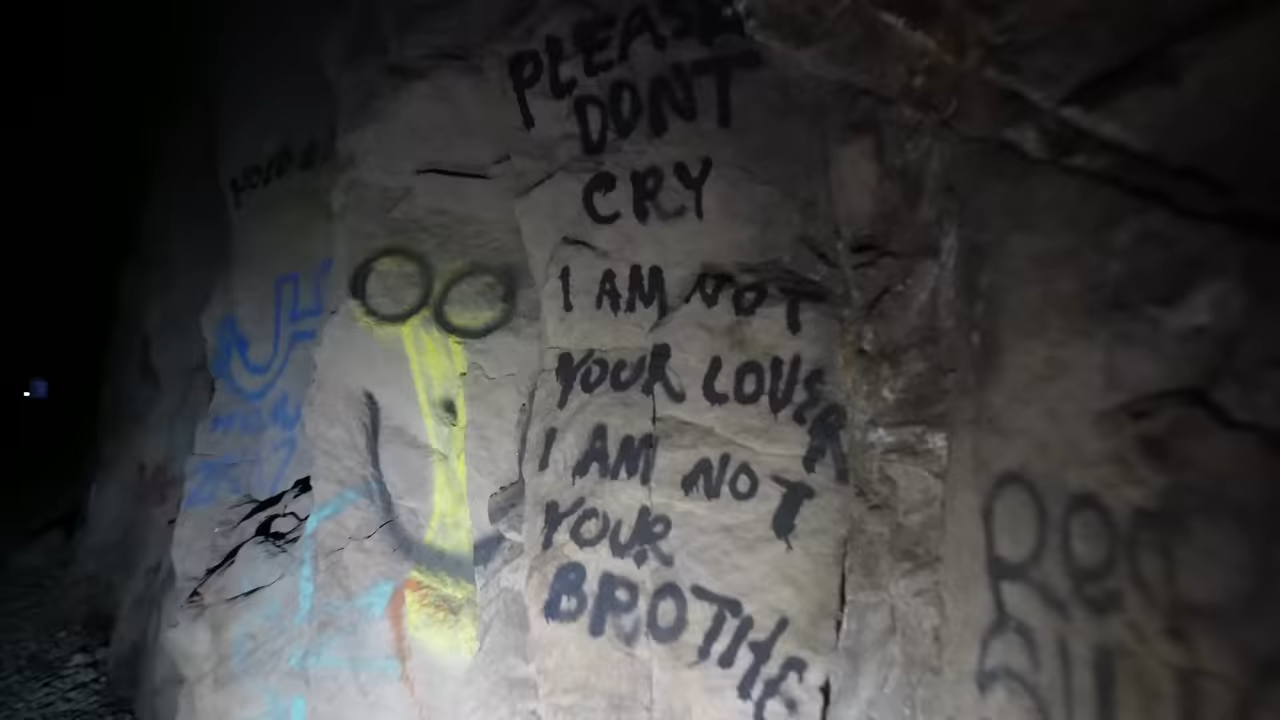 PLEASE
DONT
CRY
I AM NOT
YOUR LOVER
I AM NOT
YOUR
BROTHE